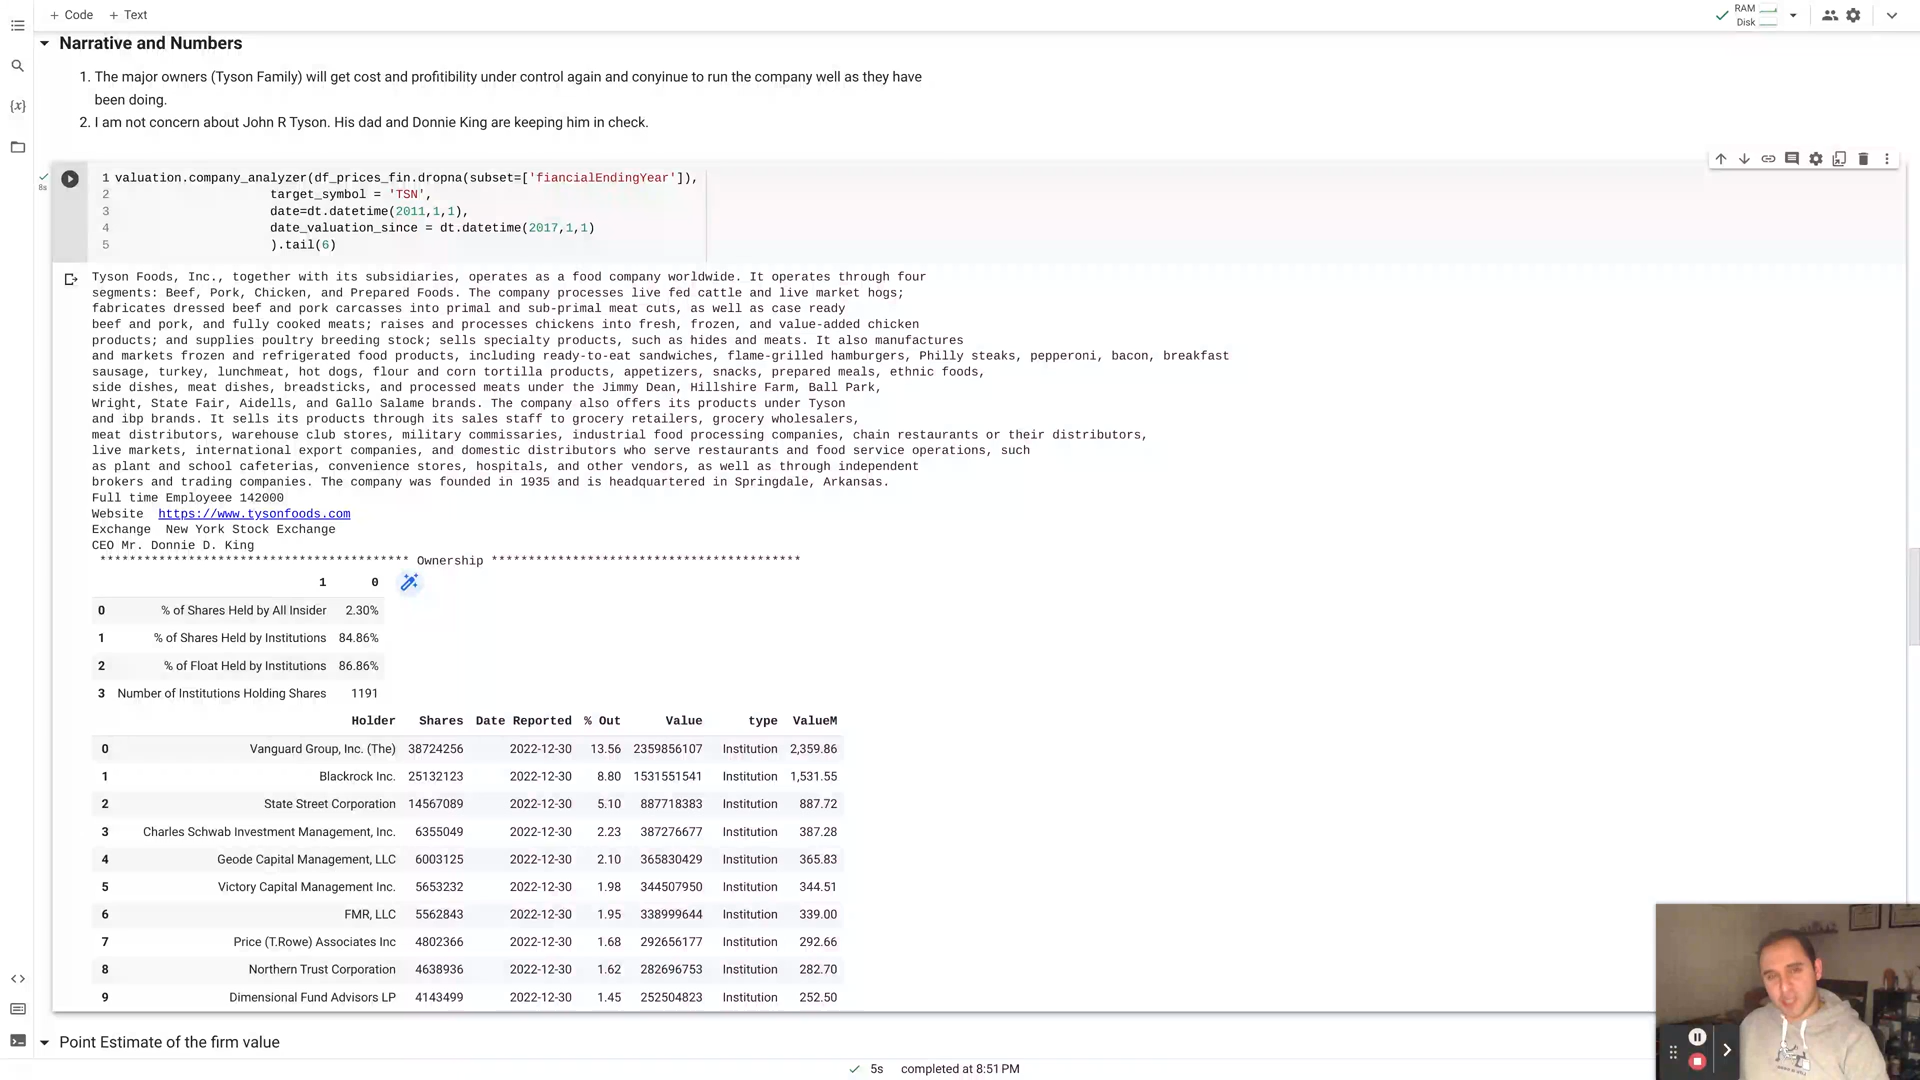 + Code + Text
RAM
Disk
Narrative and Numbers
1. The major owners (Tyson Family) will get cost and profitibility under control again and conyinue to run the company well as they have
been doing.
2. I am not concern about John R Tyson. His dad and Donnie King are keeping him in check.
{x}
8s
1 valuation.company_analyzer(df_prices_fin.dropna(subset=['fiancialEndingYear']),
2 target_symbol = 'TSN',
3 date=dt.datetime(2011,1,1),
4 date_valuation_since = dt.datetime(2017,1,1)
5 ).tail(6)
Tyson Foods, Inc., together with its subsidiaries, operates as a food company worldwide. It operates through four
segments: Beef, Pork, Chicken, and Prepared Foods. The company processes live fed cattle and live market hogs;
fabricates dressed beef and pork carcasses into primal and sub-primal meat cuts, as well as case ready
beef and pork, and fully cooked meats; raises and processes chickens into fresh, frozen, and value-added chicken
products; and supplies poultry breeding stock; sells specialty products, such as hides and meats. It also manufactures
and markets frozen and refrigerated food products, including ready-to-eat sandwiches, flame-grilled hamburgers, Philly steaks, pepperoni, bacon, breakfast
sausage, turkey, lunchmeat, hot dogs, flour and corn tortilla products, appetizers, snacks, prepared meals, ethnic foods,
side dishes, meat dishes, breadsticks, and processed meats under the Jimmy Dean, Hillshire Farm, Ball Park,
Wright, State Fair, Aidells, and Gallo Salame brands. The company also offers its products under Tyson
and ibp brands. It sells its products through its sales staff to grocery retailers, grocery wholesalers,
meat distributors, warehouse club stores, military commissaries, industrial food processing companies, chain restaurants or their distributors,
live markets, international export companies, and domestic distributors who serve restaurants and food service operations, such
as plant and school cafeterias, convenience stores, hospitals, and other vendors, as well as through independent
brokers and trading companies. The company was founded in 1935 and is headquartered in Springdale, Arkansas.
Full time Employeee 142000
Website https://www.tysonfoods.com
Exchange New York Stock Exchange
CEO Mr. Donnie D. King
****************************************** Ownership ******************************************
1 0
0 % of Shares Held by All Insider 2.30%
1 % of Shares Held by Institutions 84.86%
2 % of Float Held by Institutions 86.86%
3 Number of Institutions Holding Shares 1191
Holder Shares Date Reported % Out Value type ValueM
0 Vanguard Group, Inc. (The) 38724256 2022-12-30 13.56 2359856107 Institution 2,359.86
1 Blackrock Inc. 25132123 2022-12-30 8.80 1531551541 Institution 1,531.55
2 State Street Corporation 14567089 2022-12-30 5.10 887718383 Institution 887.72
3 Charles Schwab Investment Management, Inc. 6355049 2022-12-30 2.23 387276677 Institution 387.28
4 Geode Capital Management, LLC 6003125 2022-12-30 2.10 365830429 Institution 365.83
5 Victory Capital Management Inc. 5653232 2022-12-30 1.98 344507950 Institution 344.51
6 FMR, LLC 5562843 2022-12-30 1.95 338999644 Institution 339.00
7 Price (T.Rowe) Associates Inc 4802366 2022-12-30 1.68 292656177 Institution 292.66
8 Northern Trust Corporation 4638936 2022-12-30 1.62 282696753 Institution 282.70
9 Dimensional Fund Advisors LP 4143499 2022-12-30 1.45 252504823 Institution 252.50
Point Estimate of the firm value
5s completed at 8:51 PM